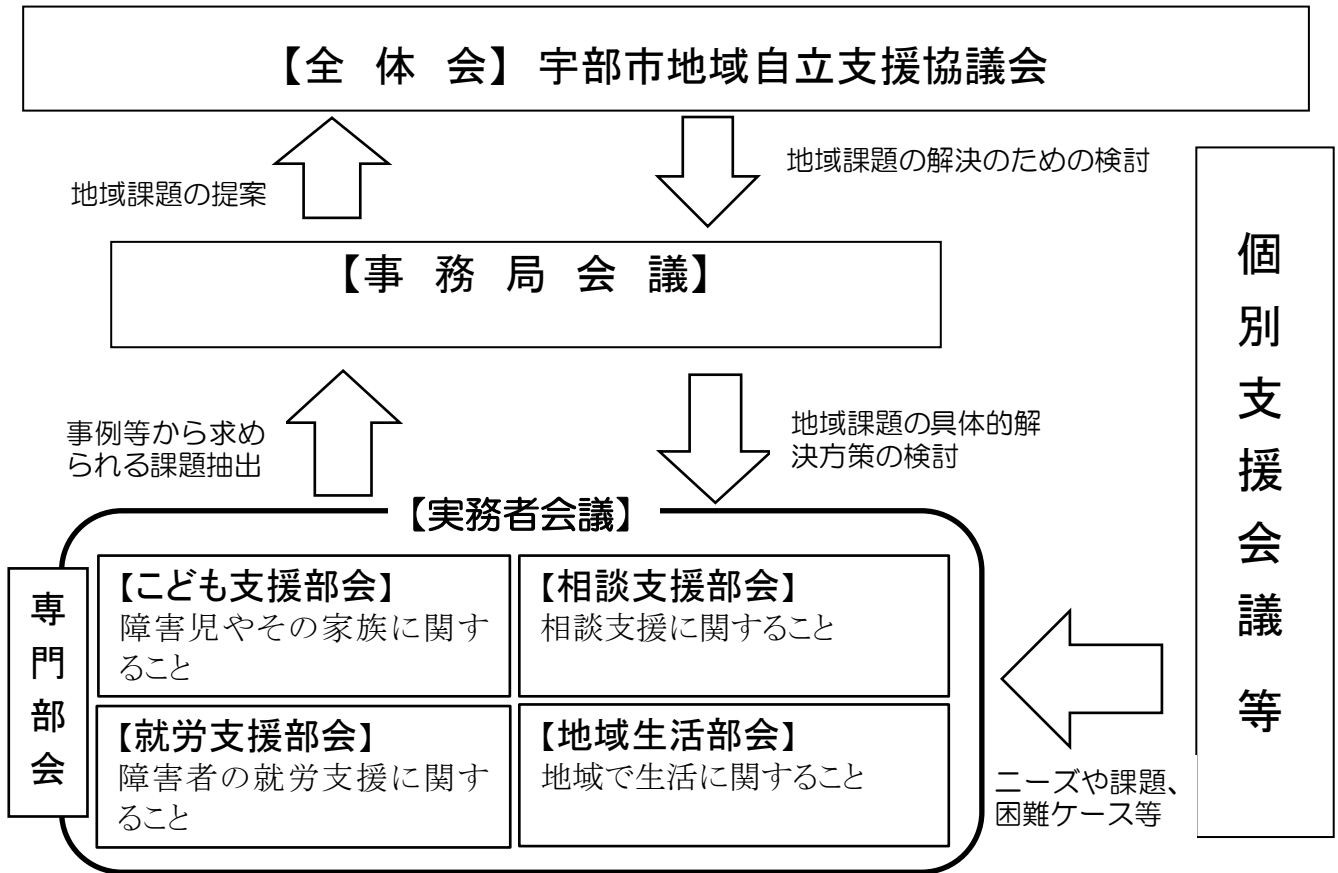 【全 体 会】 宇部市地域自立支援協議会
地域課題の提案
地域課題の解決のための検討
【事 務 局 会 議】
事例等から求め
られる課題抽出
地域課題の具体的解
決方策の検討
【実務者会議】
専門部会
【こども支援部会】
障害児やその家族に関す
ること
【相談支援部会】
相談支援に関すること
【就労支援部会】
障害者の就労支援に関す
ること
【地域生活部会】
地域で生活に関すること
個別支援会議 等
ニーズや課題、
困難ケース等